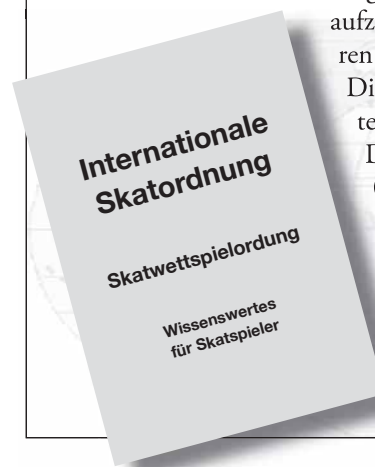 aufz
ren
Di
te
D
Internationale
Skatordnung
Skatwettspielordung
Wissenswertes
für Skatspieler